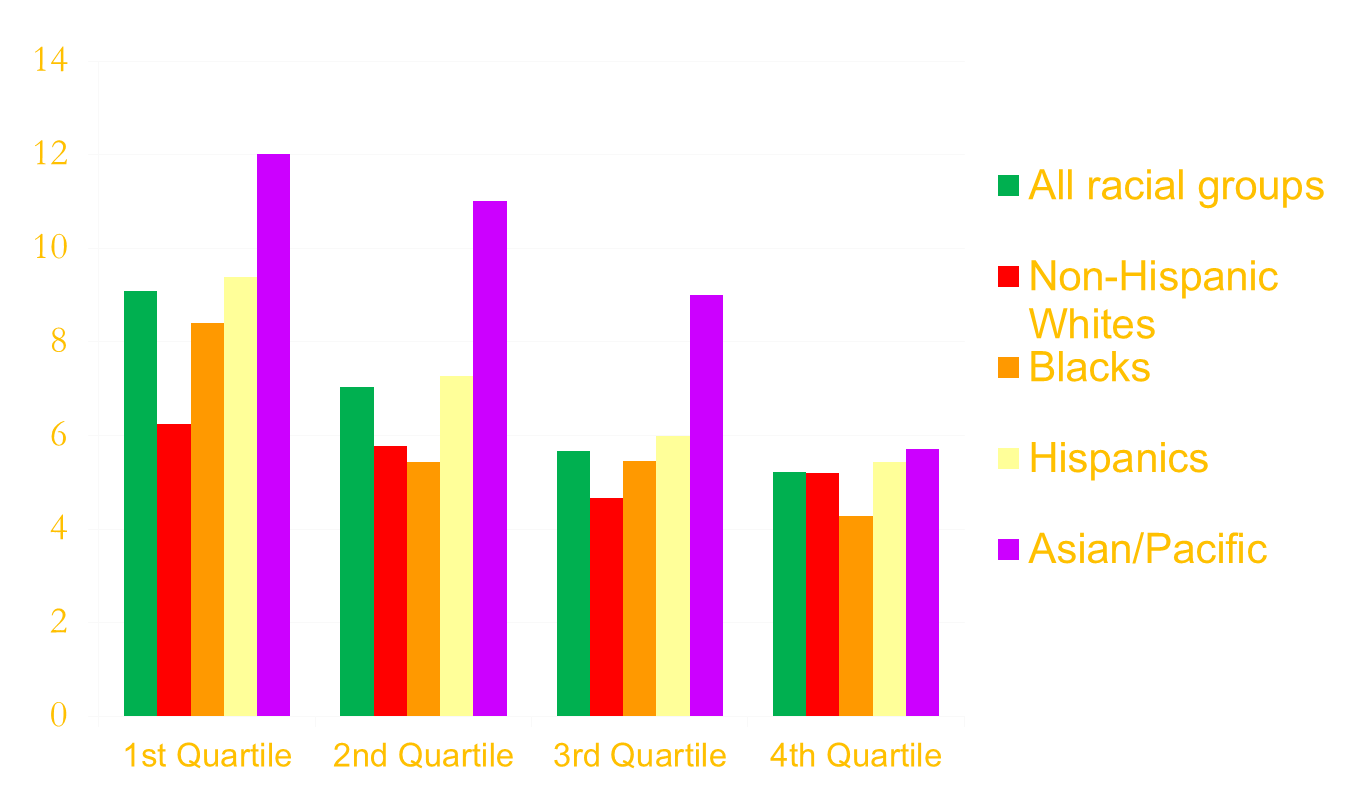 14
12
10
8
6
4
2
0
1st Quartile 2nd Quartile 3rd Quartile 4th Quartile
All racial groups
Non-Hispanic
Whites
Blacks
Hispanics
Asian/Pacific